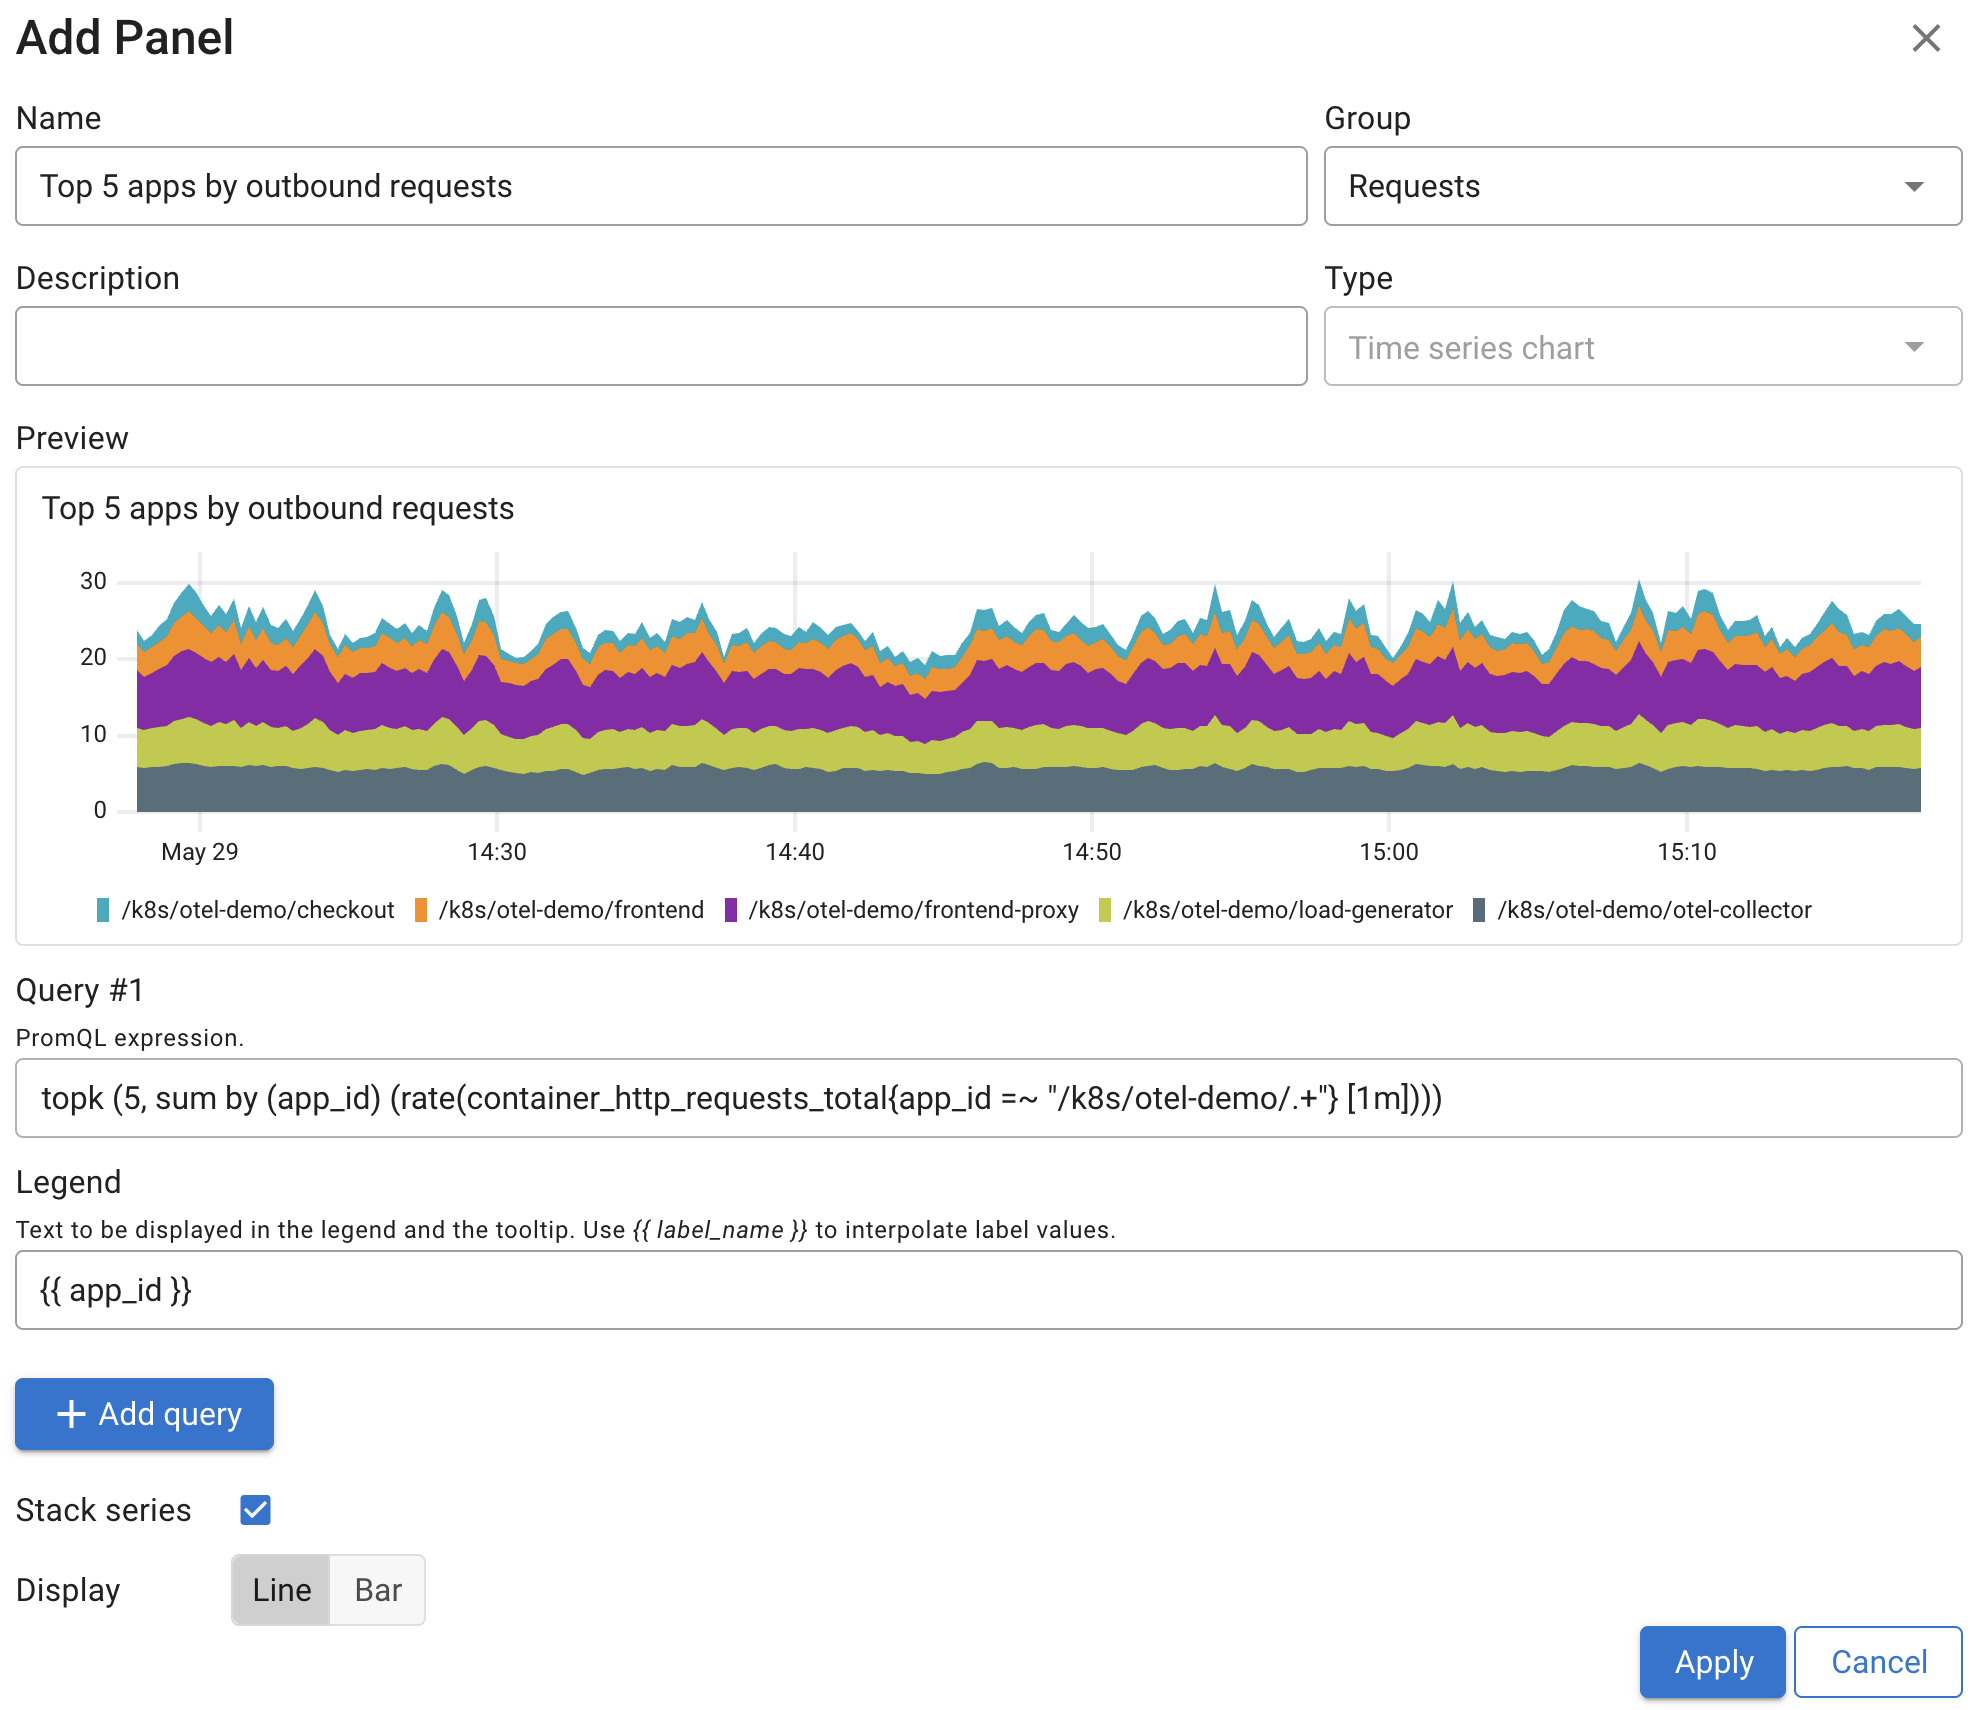 Add Panel
Name
Group
Top 5 apps by outbound requests
Requests
Description
Type
Time series chart
Preview
Top 5 apps by outbound requests
30
20
10
0
May 29 14:30 14:40 14:50 15:00 15:10
/k8s/otel-demo/checkout /k8s/otel-demo/frontend /k8s/otel-demo/frontend-proxy /k8s/otel-demo/load-generator /k8s/otel-demo/otel-collector
Query #1
PromQL expression.
topk (5, sum by (app_id) (rate(container_http_requests_total{app_id =~ "/k8s/otel-demo/.+"} [1m])))
Legend
Text to be displayed in the legend and the tooltip. Use {{ label_name }} to interpolate label values.
{{ app_id }}
+ Add query
Stack series
Display
Line Bar
Apply Cancel